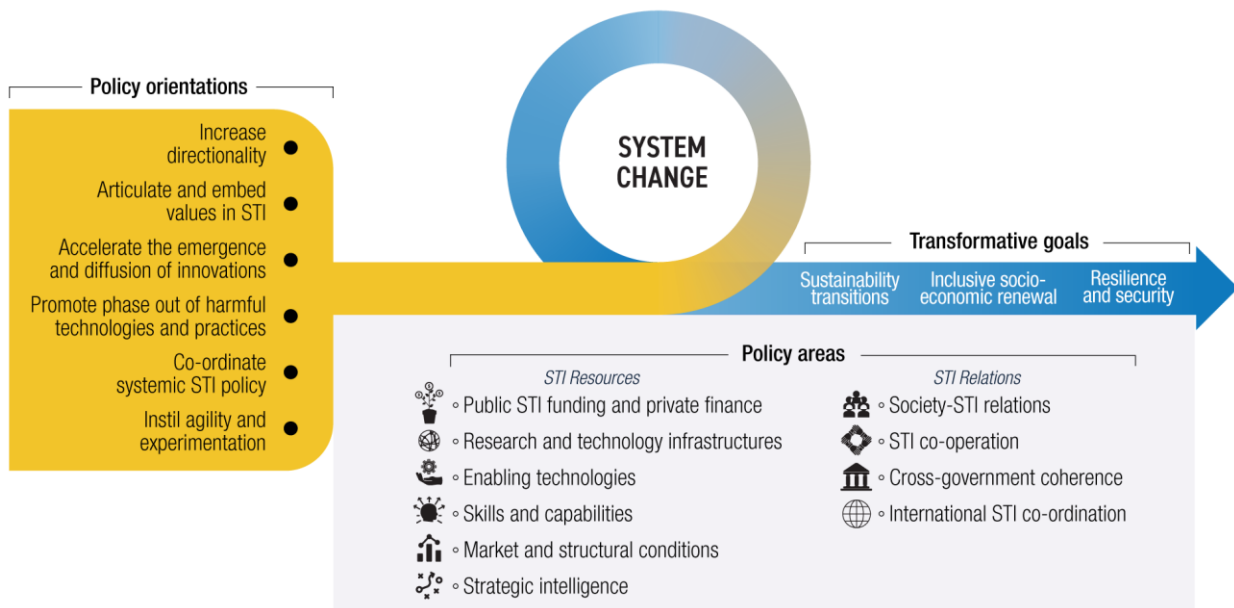 Policy orientations
Increase
directionality
Articulate and embed
values in STI
Accelerate the emergence
and diffusion of innovations
Promote phase out of harmful
technologies and practices
Co-ordinate
systemic STI policy
Instil agility and
experimentation
SYSTEM
CHANGE
Transformative goals
Sustainability
transitions
Inclusive socio-
economic renewal
Resilience
and security
Policy areas
STI Resources
Public STI funding and private finance
Research and technology infrastructures
Enabling technologies
Skills and capabilities
Market and structural conditions
Strategic intelligence
STI Relations
Society-STI relations
STI co-operation
Cross-government coherence
International STI co-ordination